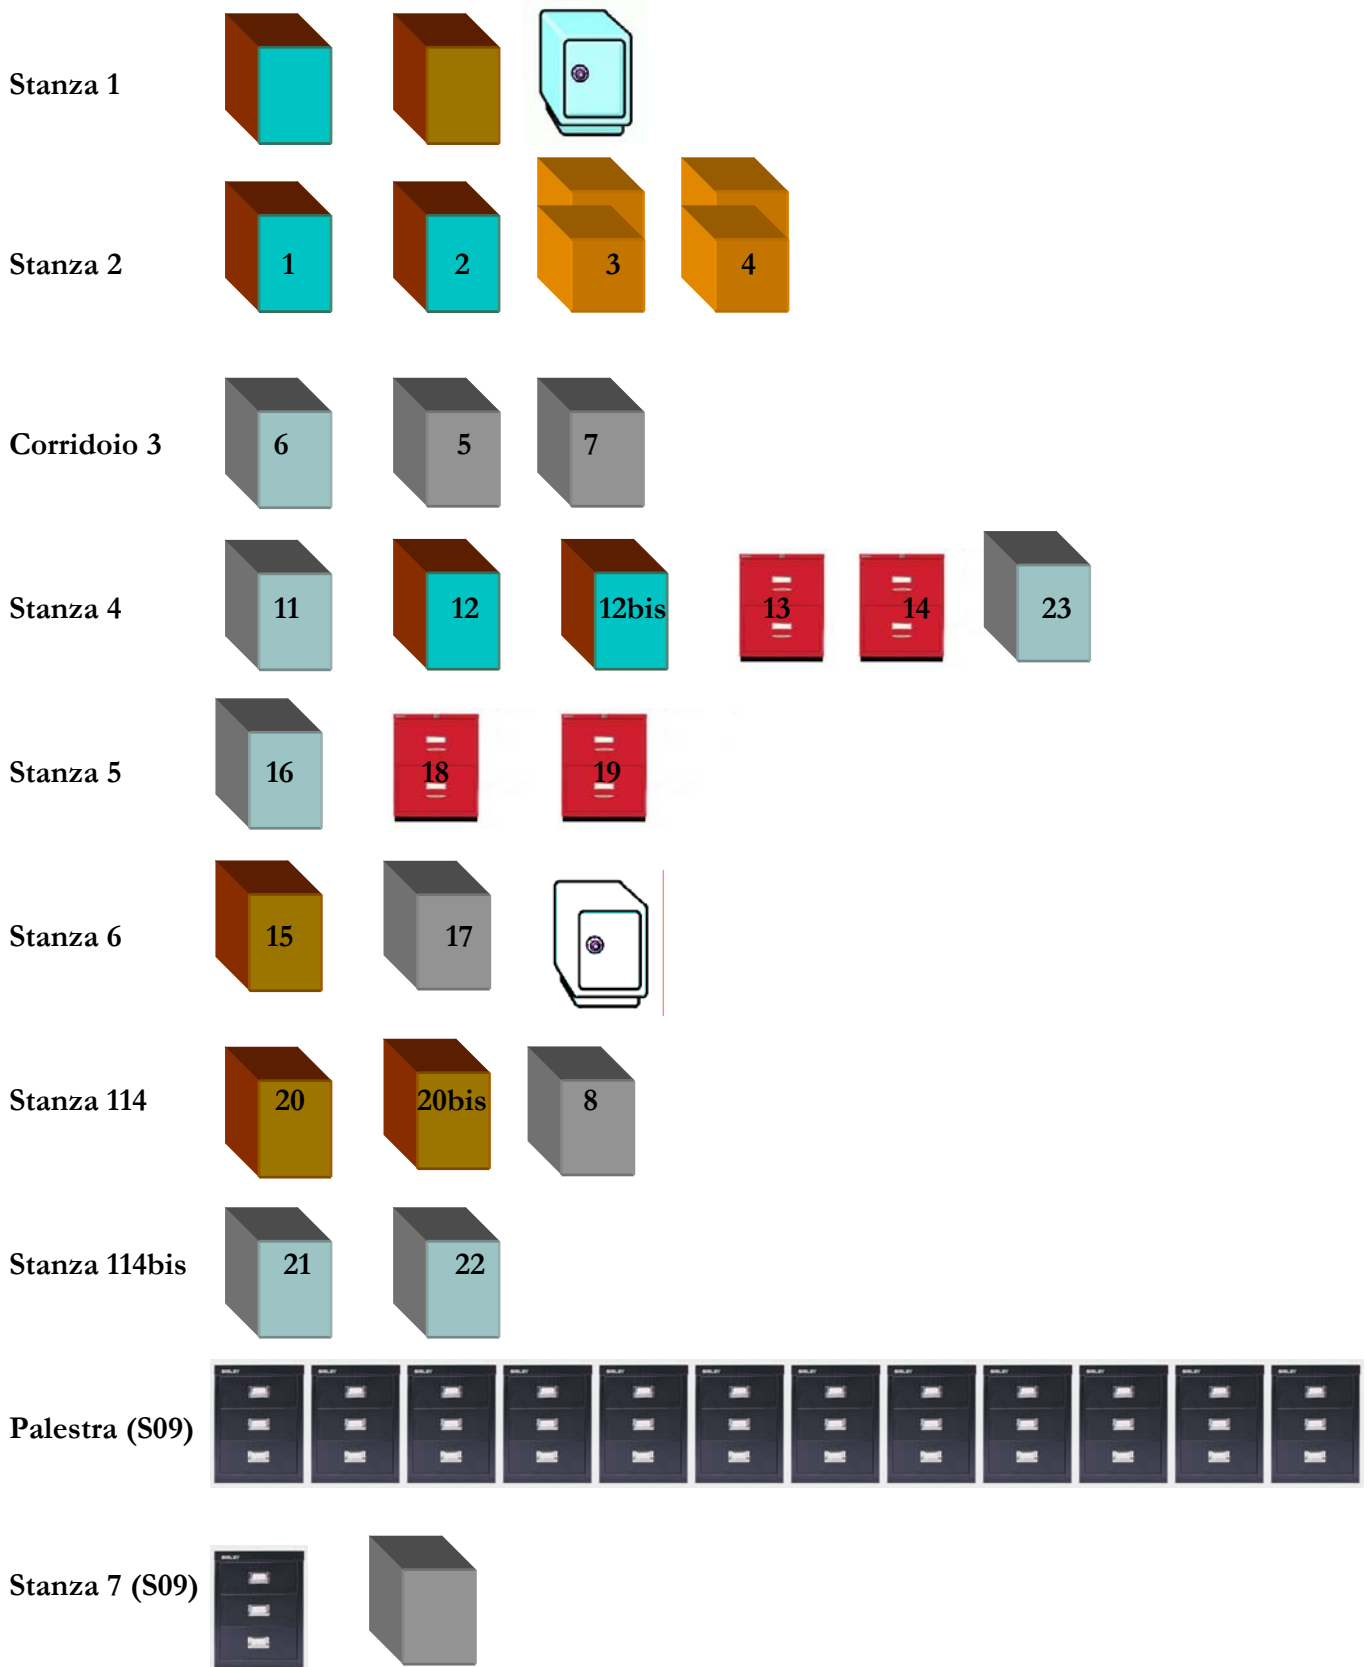 Stanza 1
Stanza 2 1 2 3 4
Corridoio 3 6 5 7
Stanza 4 11 12 12bis 13 14 23
Stanza 5 16 18 19
Stanza 6 15 17
Stanza 114 20 20bis 8
Stanza 114bis 21 22
Palestra (S09)
Stanza 7 (S09)